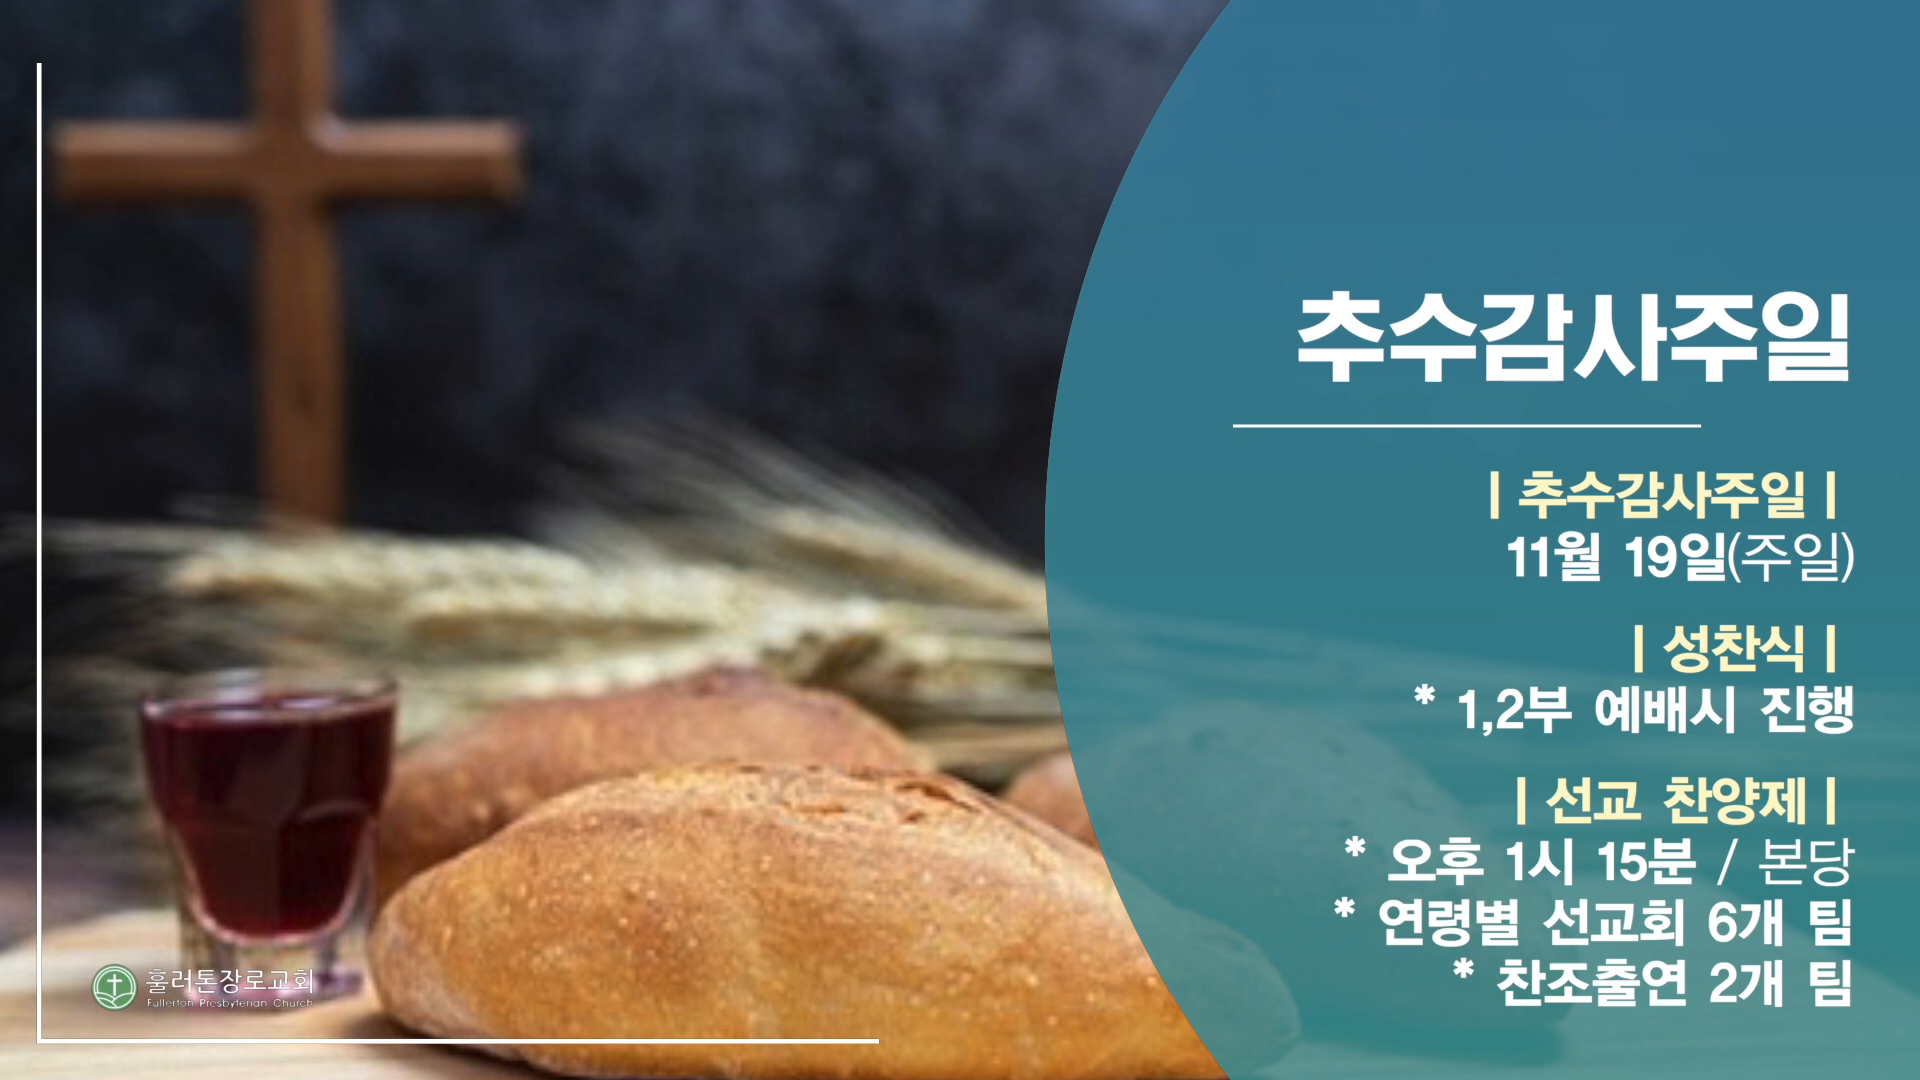 추수감사주일
| 추수감사주일 |
11월 19일(주일)
| 성찬식 |
* 1,2부 예배시 진행
| 선교 찬양제 |
* 오후 1시 15분 / 본당
* 연령별 선교회 6개 팀
* 찬조출연 2개 팀
훌러톤장로교회
Fullerton Presbyterian Church